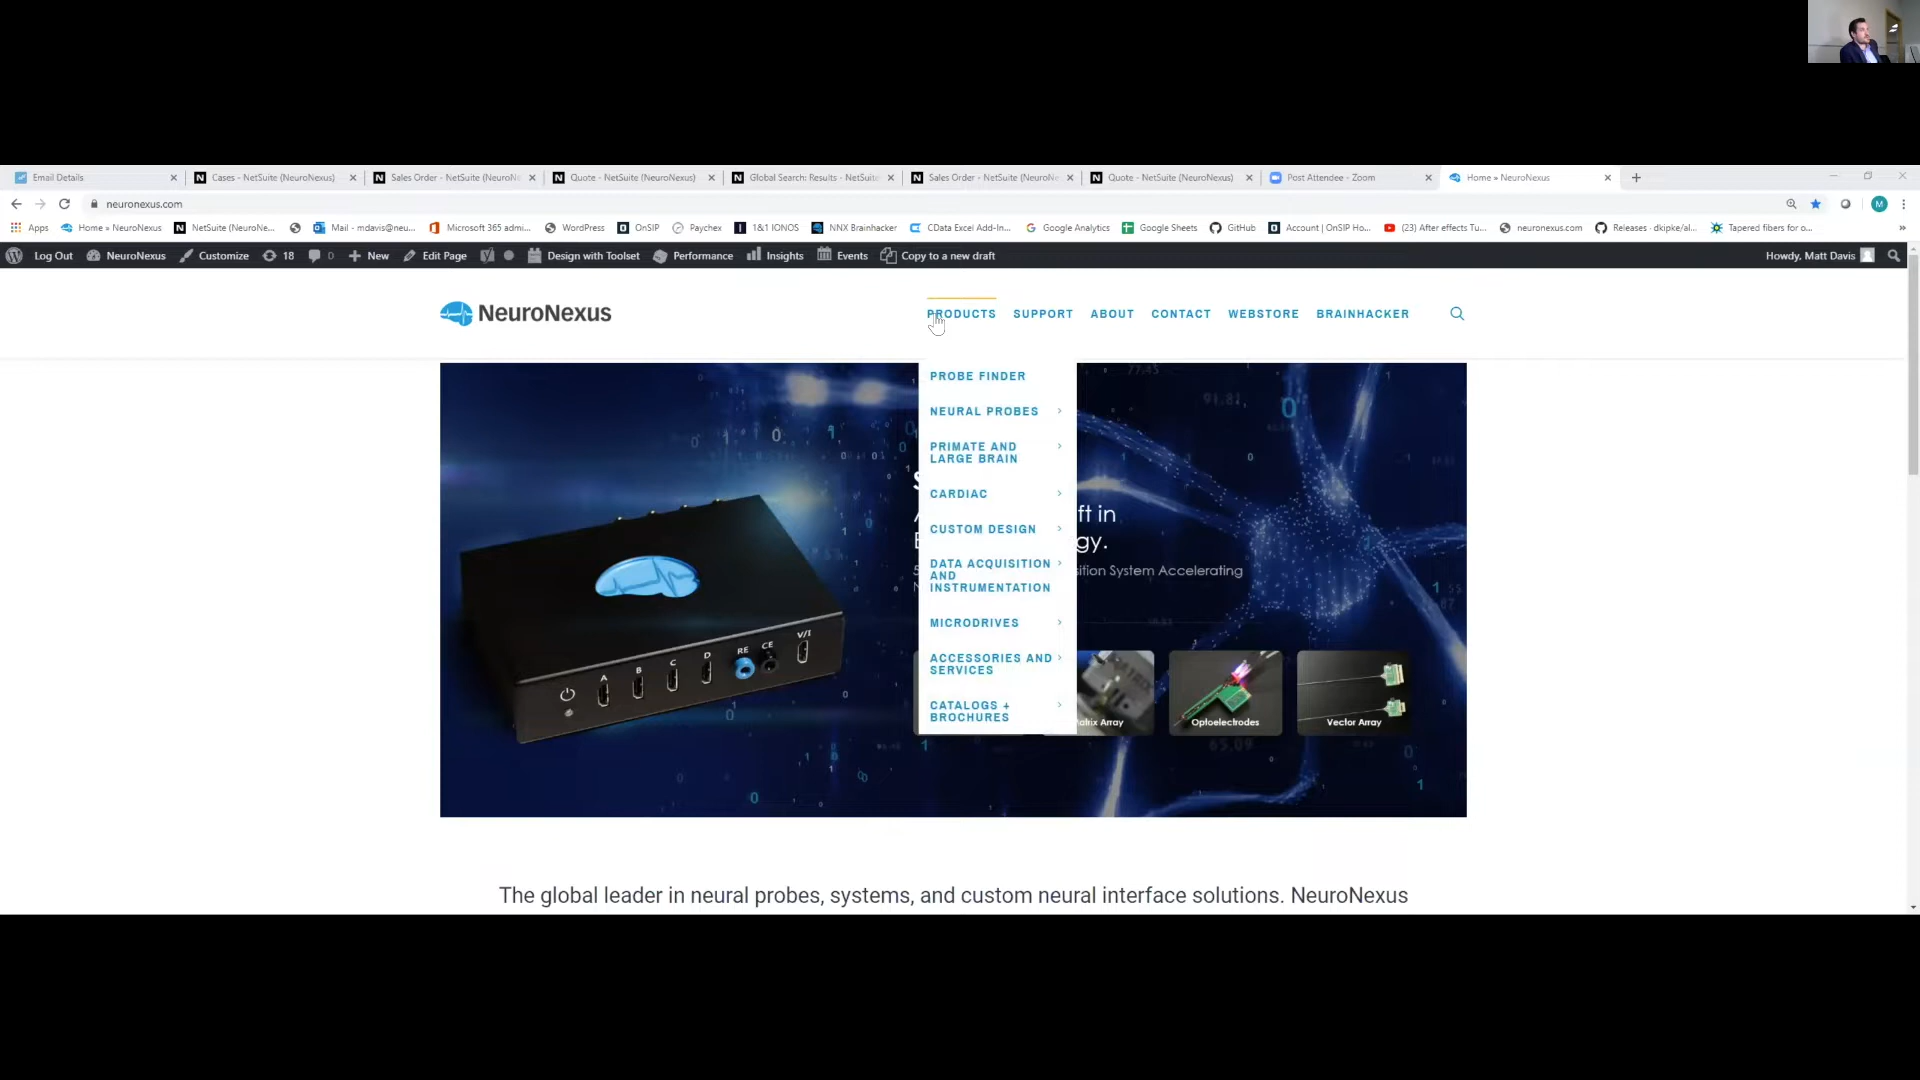 Email Details
Cases - NetSuite (NeuroNexus)
Sales Order - NetSuite (NeuroNe
Quote - NetSuite (NeuroNexus)
Global Search: Results - NetSuite
Sales Order - NetSuite (NeuroNe
Quote - NetSuite (NeuroNexus)
Post Attendee - Zoom
Home » NeuroNexus
neuronexus.com
M
Apps
Home » NeuroNexus
NetSuite (NeuroNe...
Mail - mdavis@neu...
Microsoft 365 admi...
WordPress
OnSIP
Paychex
1&1 IONOS
NNX Brainhacker
CData Excel Add-In...
Google Analytics
Google Sheets
GitHub
Account | OnSIP Ho...
(23) After effects Tu...
neuronexus.com
Releases · dkipke/al...
Tapered fibers for o...
Log Out
NeuroNexus
Customize
18
0
New
Edit Page
Design with Toolset
Performance
Insights
Events
Copy to a new draft
Howdy, Matt Davis
NeuroNexus
PRODUCTS
SUPPORT
ABOUT
CONTACT
WEBSTORE
BRAINHACKER
PROBE FINDER
NEURAL PROBES
PRIMATE AND
LARGE BRAIN
CARDIAC
CUSTOM DESIGN
DATA ACQUISITION
AND
INSTRUMENTATION
MICRODRIVES
ACCESSORIES AND
SERVICES
CATALOGS +
BROCHURES
ft in
gy.
sition System Accelerating
A
B
C
D
RE
CE
V/I
Matrix Array
Optoelectrodes
Vector Array
The global leader in neural probes, systems, and custom neural interface solutions. NeuroNexus